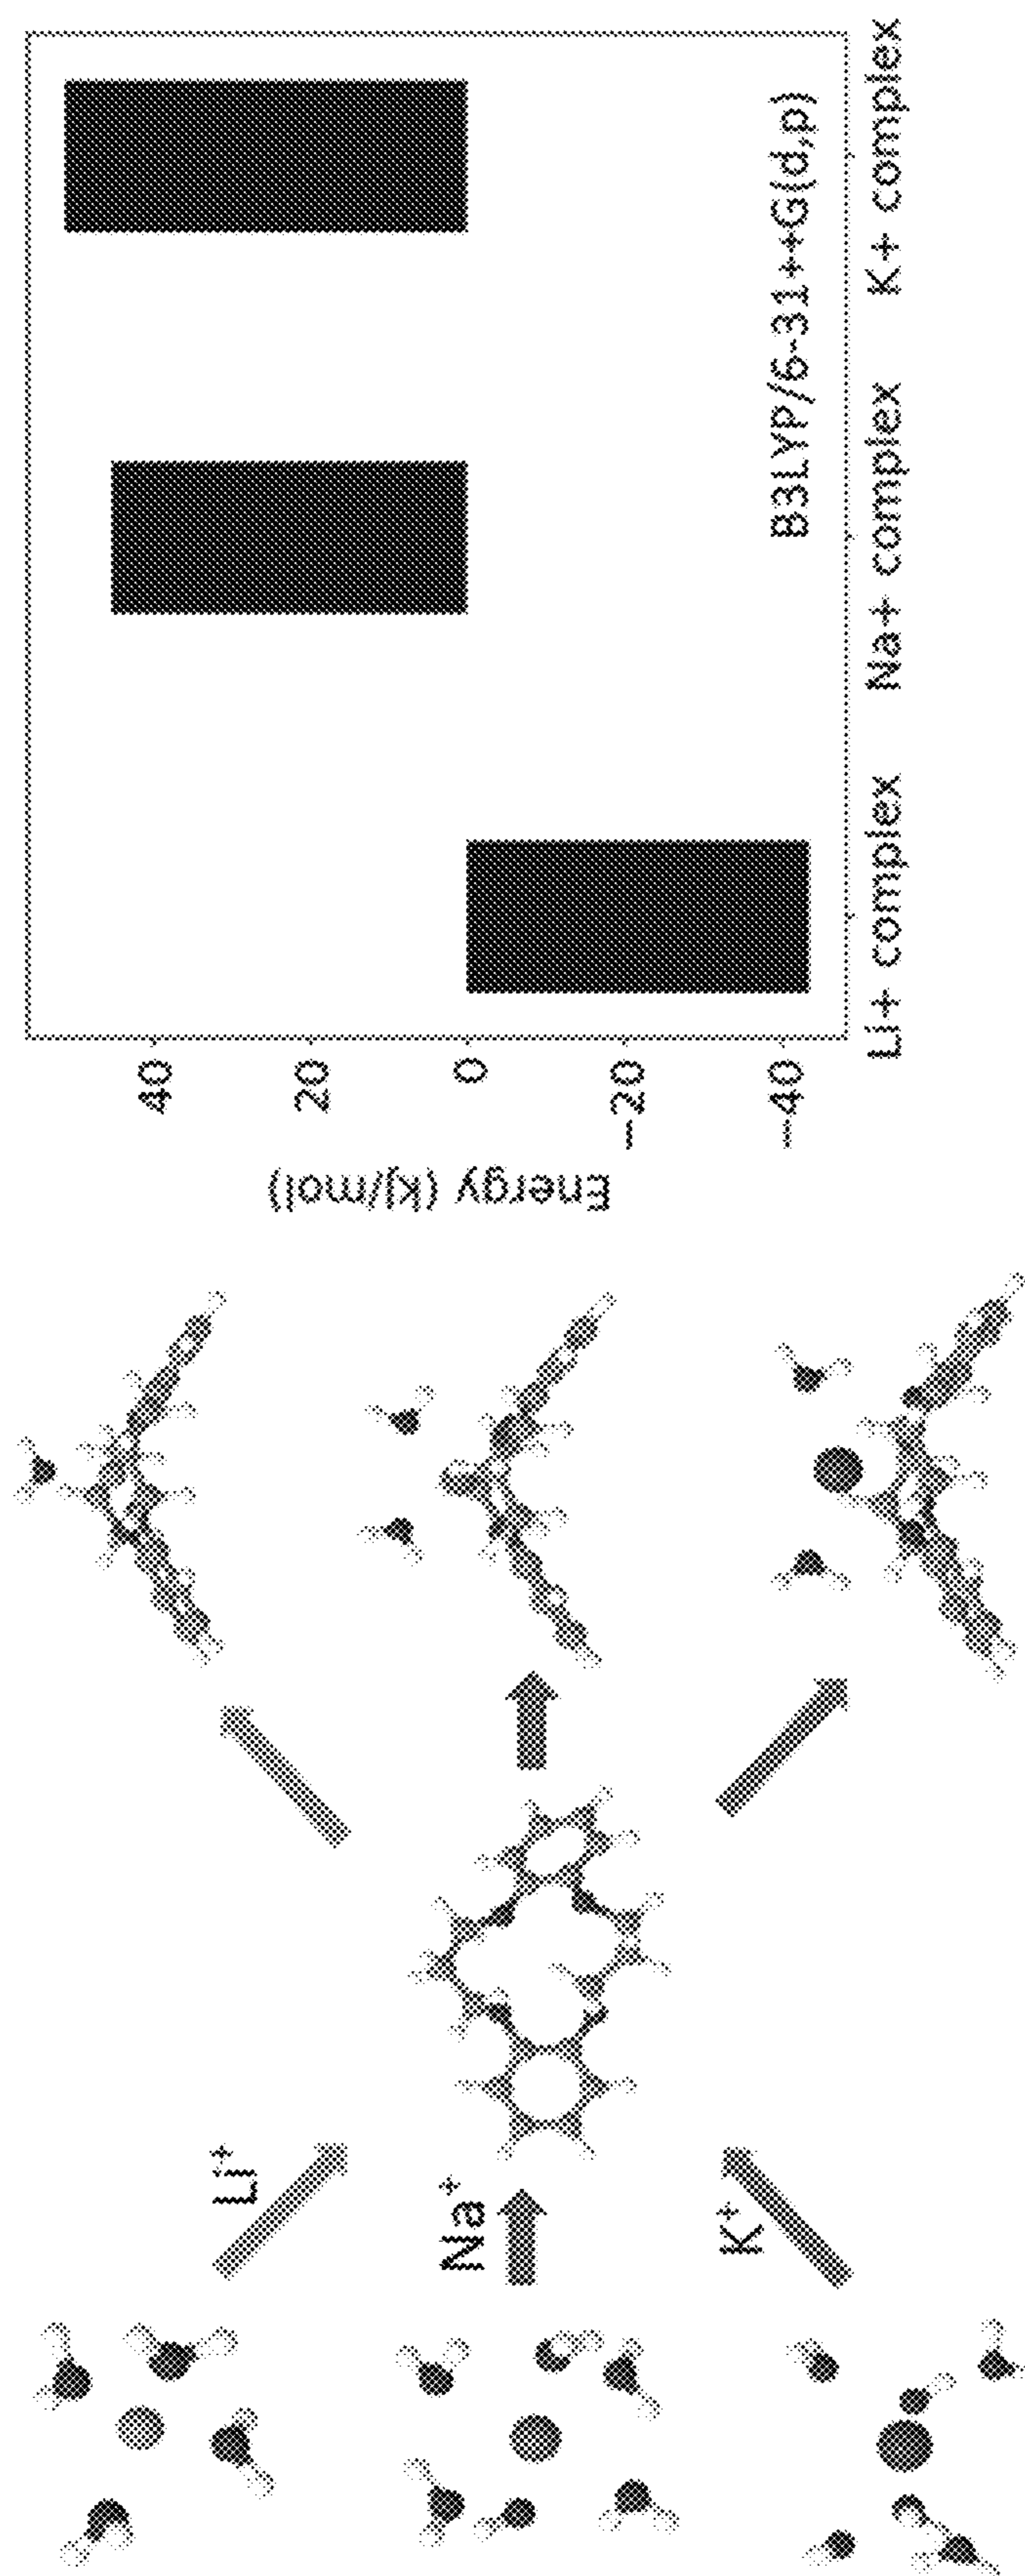 Li⁺
Na⁺
K⁺
Energy (kJ/mol)
40
20
0
−20
−40
B3LYP/6-31++G(d,p)
Li+ complex
Na+ complex
K+ complex